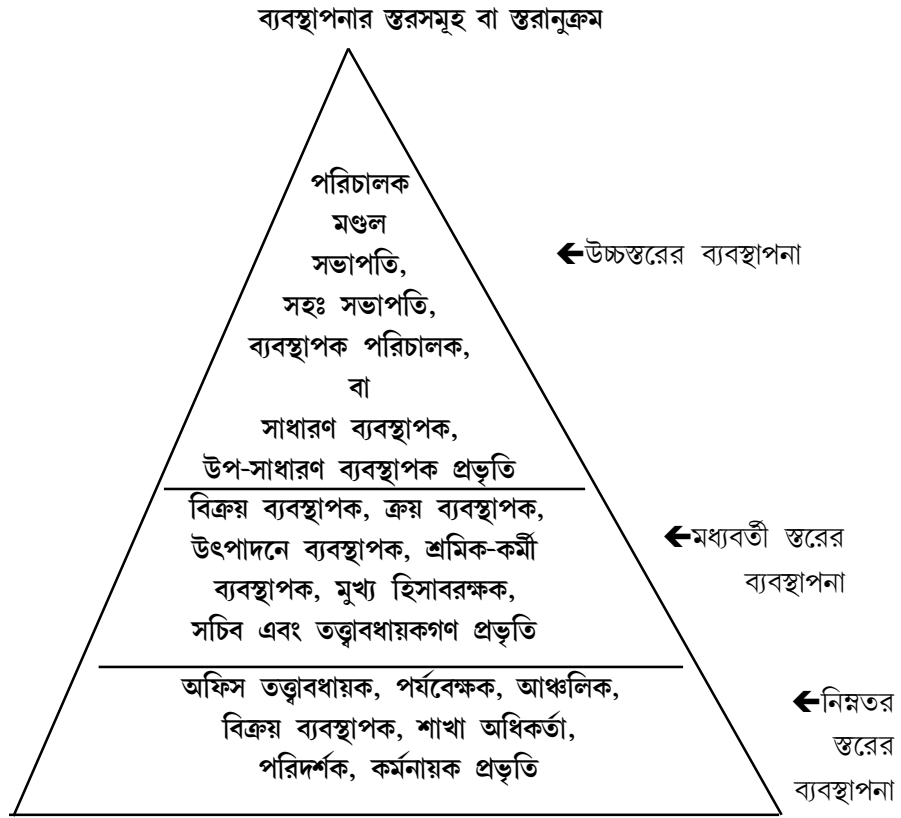 ব্যবস্থাপনার স্তরসমূহ বা স্তরানুক্রম
পরিচালক
মণ্ডল
সভাপতি,
সহঃ সভাপতি,
ব্যবস্থাপক পরিচালক,
বা
সাধারণ ব্যবস্থাপক,
উপ-সাধারণ ব্যবস্থাপক প্রভৃতি
←উচ্চস্তরের ব্যবস্থাপনা
বিক্রয় ব্যবস্থাপক, ক্রয় ব্যবস্থাপক,
উৎপাদনে ব্যবস্থাপক, শ্রমিক-কর্মী
ব্যবস্থাপক, মুখ্য হিসাবরক্ষক,
সচিব এবং তত্ত্বাবধায়কগণ প্রভৃতি
←মধ্যবর্তী স্তরের
ব্যবস্থাপনা
অফিস তত্ত্বাবধায়ক, পর্যবেক্ষক, আঞ্চলিক,
বিক্রয় ব্যবস্থাপক, শাখা অধিকর্তা,
পরিদর্শক, কর্মনায়ক প্রভৃতি
←নিম্নতর
স্তরের
ব্যবস্থাপনা